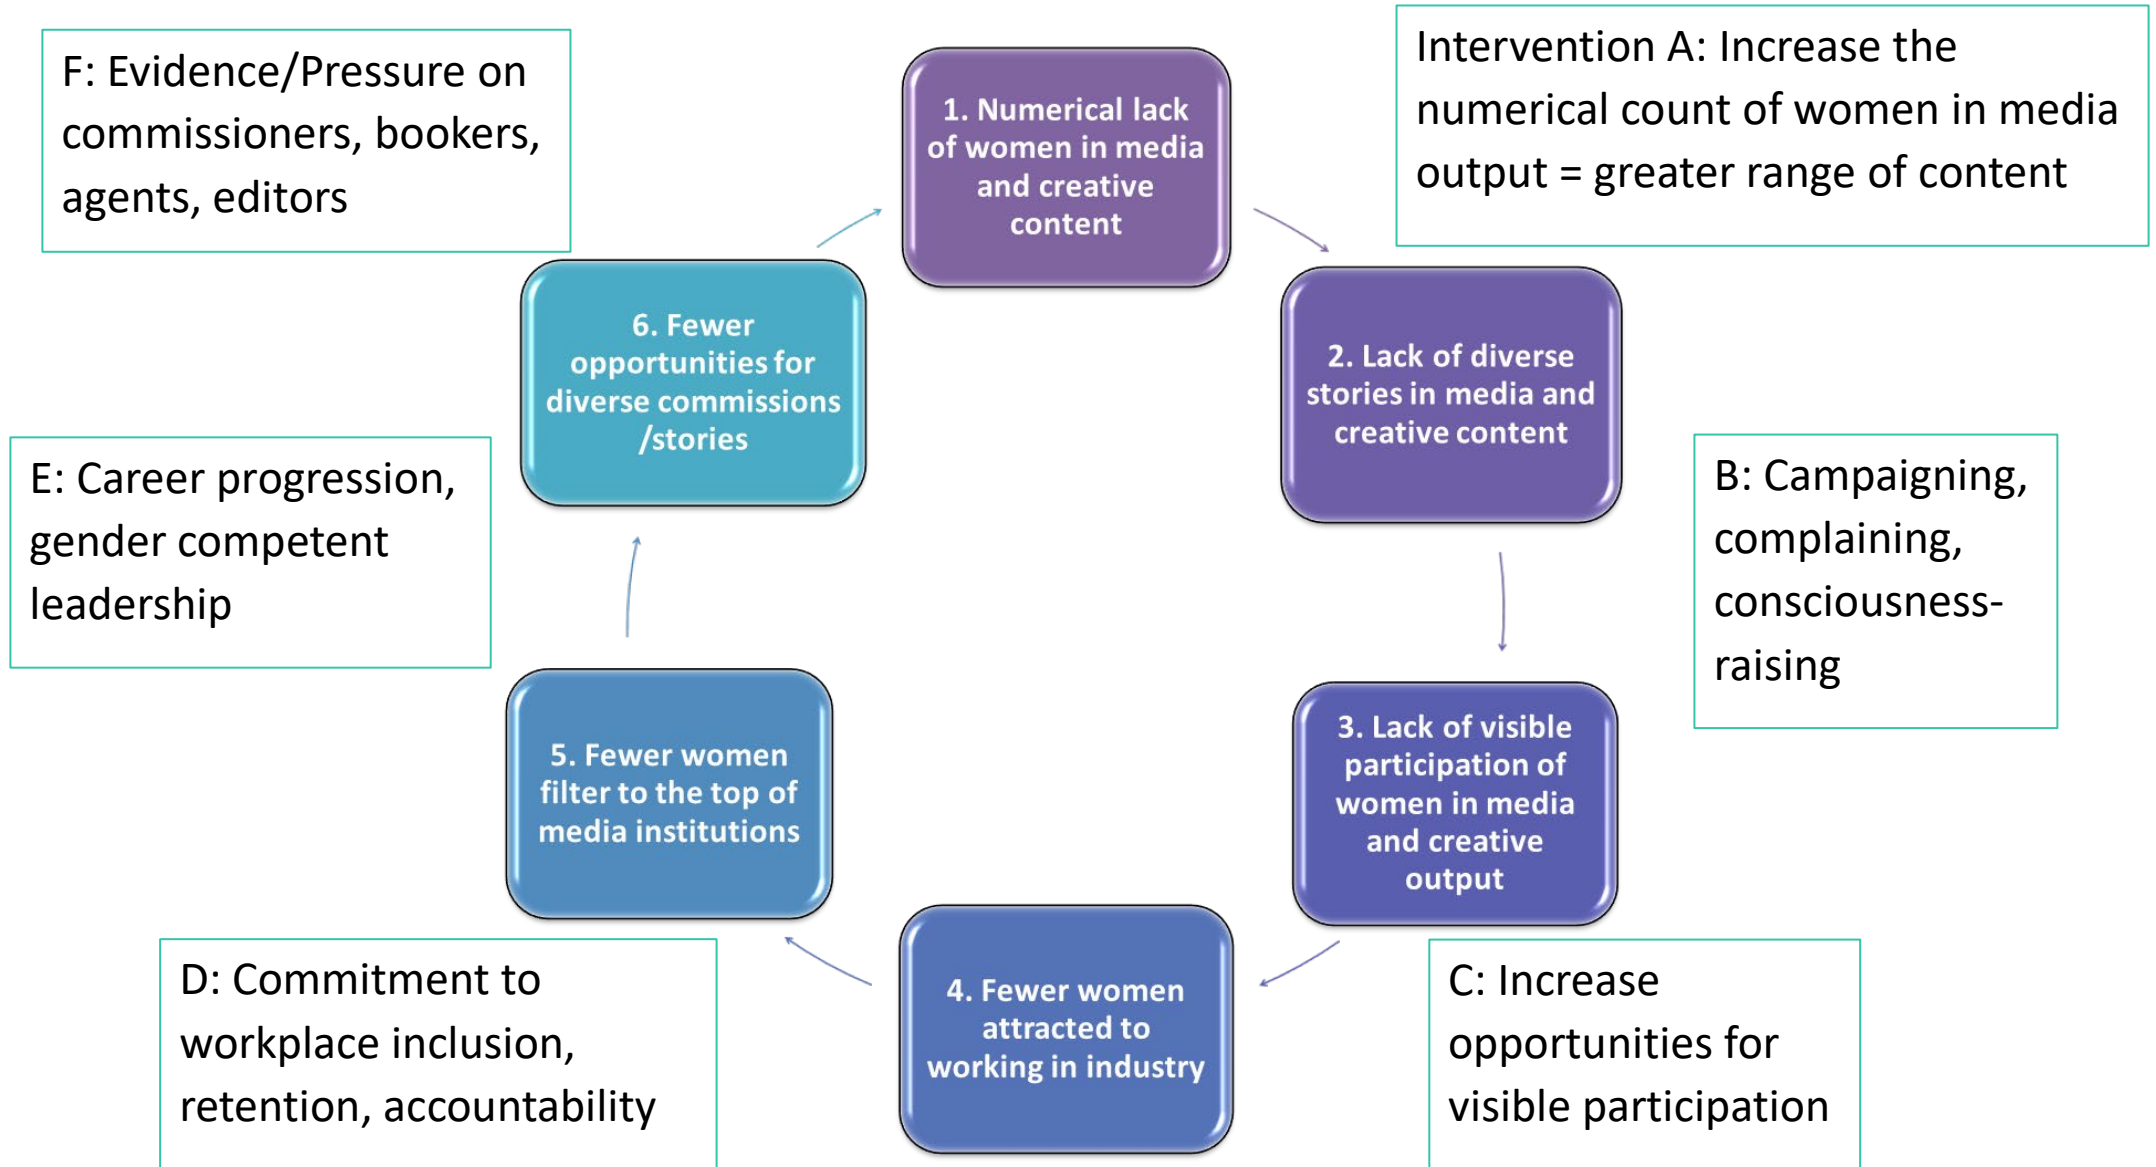 F: Evidence/Pressure on
commissioners, bookers,
agents, editors
1. Numerical lack
of women in media
and creative
content
Intervention A: Increase the
numerical count of women in media
output = greater range of content
6. Fewer
opportunities for
diverse commissions
/stories
2. Lack of diverse
stories in media and
creative content
E: Career progression,
gender competent
leadership
B: Campaigning,
complaining,
consciousness-
raising
5. Fewer women
filter to the top of
media institutions
3. Lack of visible
participation of
women in media
and creative
output
D: Commitment to
workplace inclusion,
retention, accountability
4. Fewer women
attracted to
working in industry
C: Increase
opportunities for
visible participation